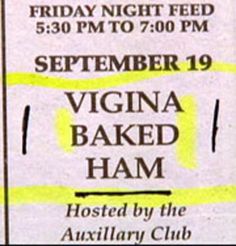 FRIDAY NIGHT FEED
5:30 PM TO 7:00 PM
SEPTEMBER 19
VIGINA
BAKED
HAM
Hosted by the
Auxillary Club